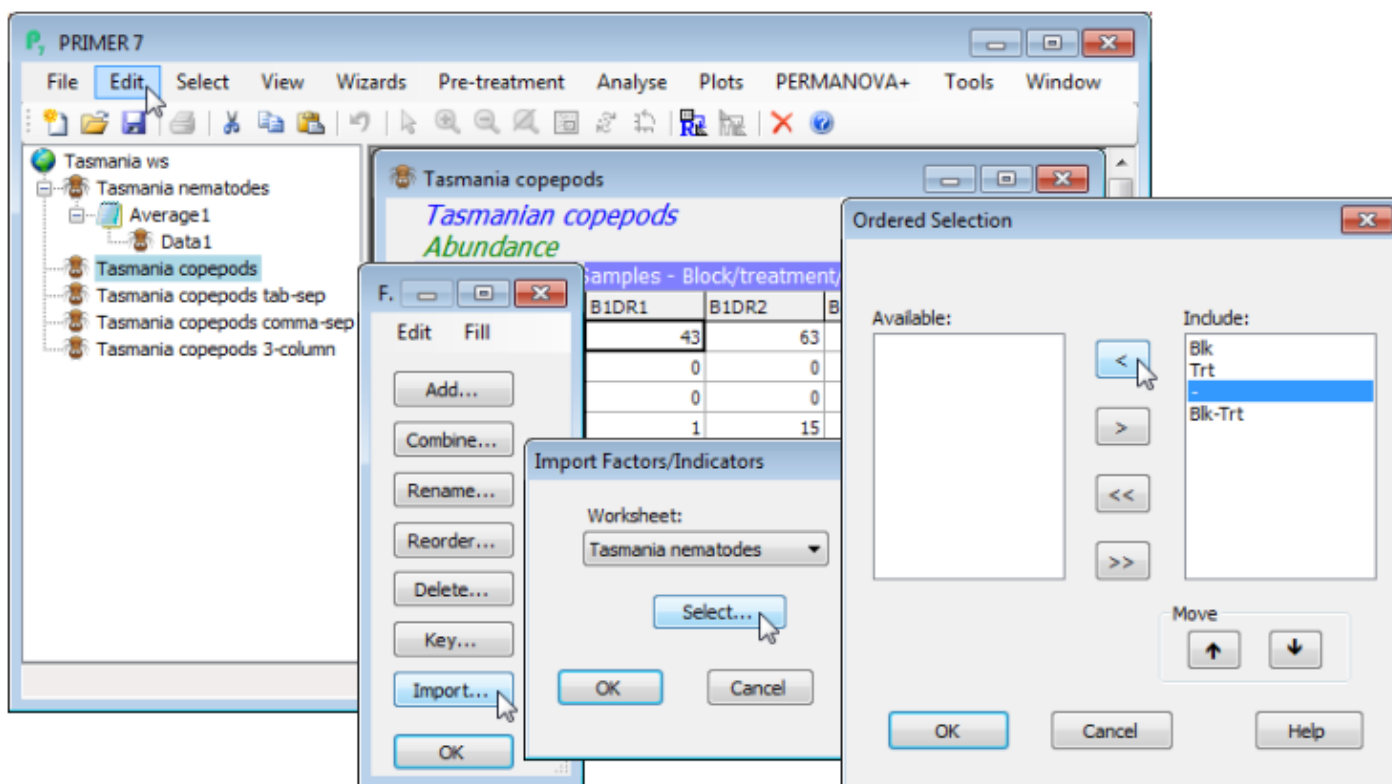 PRIMER 7
File Edit Select View Wizards Pre-treatment Analyse Plots PERMANOVA+ Tools Window
Tasmania ws
Tasmania nematodes
Average1
Data1
Tasmania copepods
Tasmania copepods tab-sep
Tasmania copepods comma-sep
Tasmania copepods 3-column
Tasmania copepods
Tasmanian copepods
Abundance
Samples - Block/treatment/
B1DR1 B1DR2 B
43 63
0 0
0 0
1 15
F.
Edit Fill
Add...
Combine...
Rename...
Reorder...
Delete...
Key...
Import...
OK
Import Factors/Indicators
Worksheet:
Tasmania nematodes
Select...
OK Cancel
Ordered Selection
Available:
<
>
<<
>>
Include:
Blk
Trt
-
Blk-Trt
Move
OK Cancel Help